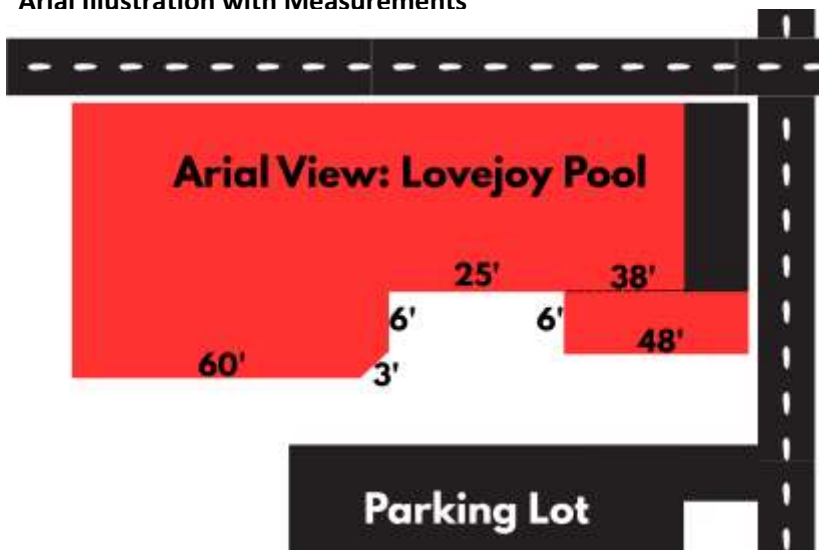 Arial Illustration with Measurements
Arial View: Lovejoy Pool
25' 38'
6' 6'
48'
60'
3'
Parking Lot